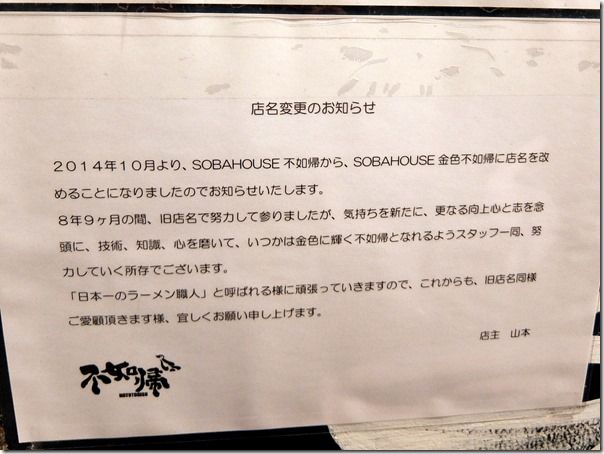 店名変更のお知らせ
２０１４年１０月より、SOBAHOUSE 不如帰から、SOBAHOUSE 金色不如帰に店名を改
めることになりましたのでお知らせいたします。
８年９ヶ月の間、旧店名で努力して参りましたが、気持ちを新たに、更なる向上心と志を念
頭に、技術、知識、心を磨いて、いつかは金色に輝く不如帰となれるようスタッフ一同、努
力していく所存でございます。
「日本一のラーメン職人」と呼ばれる様に頑張っていきますので、これからも、旧店名同様
ご愛顧頂きます様、宜しくお願い申し上げます。
店主　山本
不如帰
HOTOTOGISU